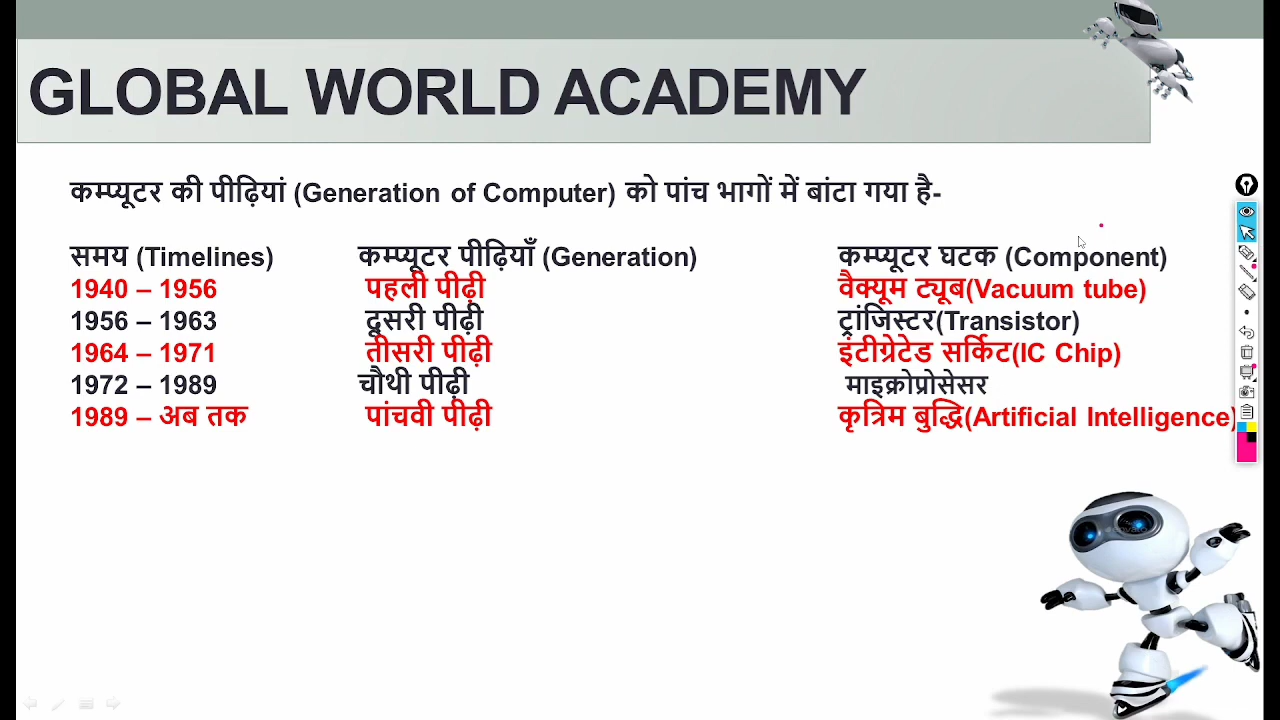 GLOBAL WORLD ACADEMY
कम्प्यूटर की पीढ़ियां (Generation of Computer) को पांच भागों में बांटा गया है-
समय (Timelines) कम्प्यूटर पीढ़ियाँ (Generation) कम्प्यूटर घटक (Component)
1940 – 1956 पहली पीढ़ी वैक्यूम ट्यूब(Vacuum tube)
1956 – 1963 दूसरी पीढ़ी ट्रांजिस्टर(Transistor)
1964 – 1971 तीसरी पीढ़ी इंटीग्रेटेड सर्किट(IC Chip)
1972 – 1989 चौथी पीढ़ी माइक्रोप्रोसेसर
1989 – अब तक पांचवी पीढ़ी कृत्रिम बुद्धि(Artificial Intelligence)